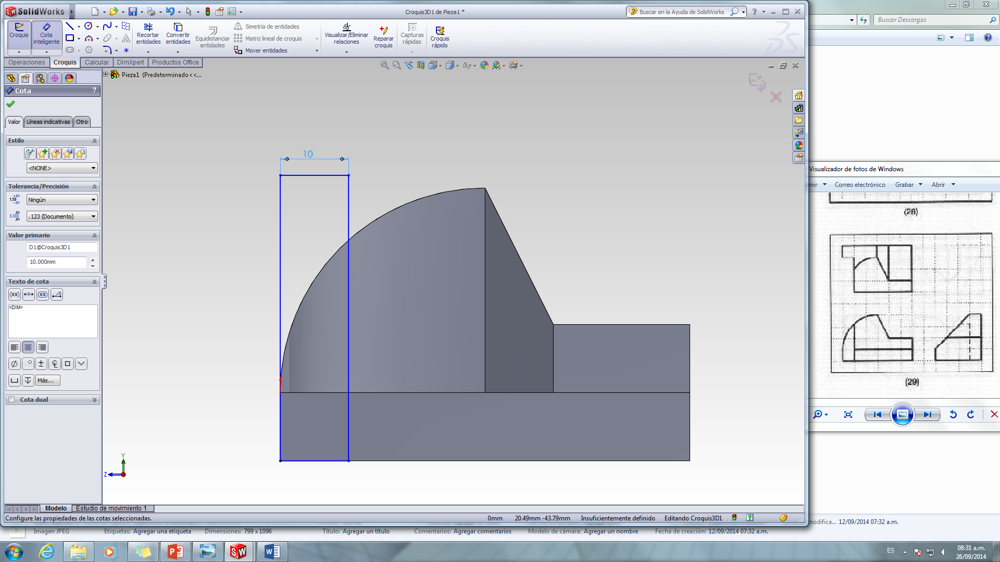 SolidWorks
Croquis3D1 de Pieza1 *
Buscar en la Ayuda de SolidWorks
Buscar Descargas
Croquis
Cota inteligente
Recortar entidades
Convertir entidades
Equidistanciar entidades
Simetría de entidades
Matriz lineal de croquis
Mover entidades
Visualizar/Eliminar relaciones
Reparar croquis
Capturas rápidas
Croquis rápido
Operaciones
Croquis
Calcular
DimXpert
Productos Office
Pieza1 (Predeterminado<<...
Cota
?
Valor
Líneas indicativas
Otro
Estilo
<NONE>
Tolerancia/Precisión
Ningún
.123 (Documento)
Valor primario
D1@Croquis3D1
10.000mm
Texto de cota
<DIM>
Más...
Cota dual
10
Y
Z
Visualizador de fotos de Windows
mir
Correo electrónico
Grabar
Abrir
(28)
(29)
Modelo
Estudio de movimiento 1
Configure las propiedades de las cotas seleccionadas.
0mm
20.49mm -43.79mm
Insuficientemente definido
Editando Croquis3D1
modifica... 12/09/2014 07:32 a.m.
Imagen JPEG
Etiquetas: Agregar una etiqueta
Dimensiones: 799 x 1096
Título: Agregar un título
Comentarios: Agregar comentarios
Modelo de cámara: Agregar un nombre
Fecha de creación: 12/09/2014 07:32 a.m.
ES
08:31 a.m.
26/09/2014